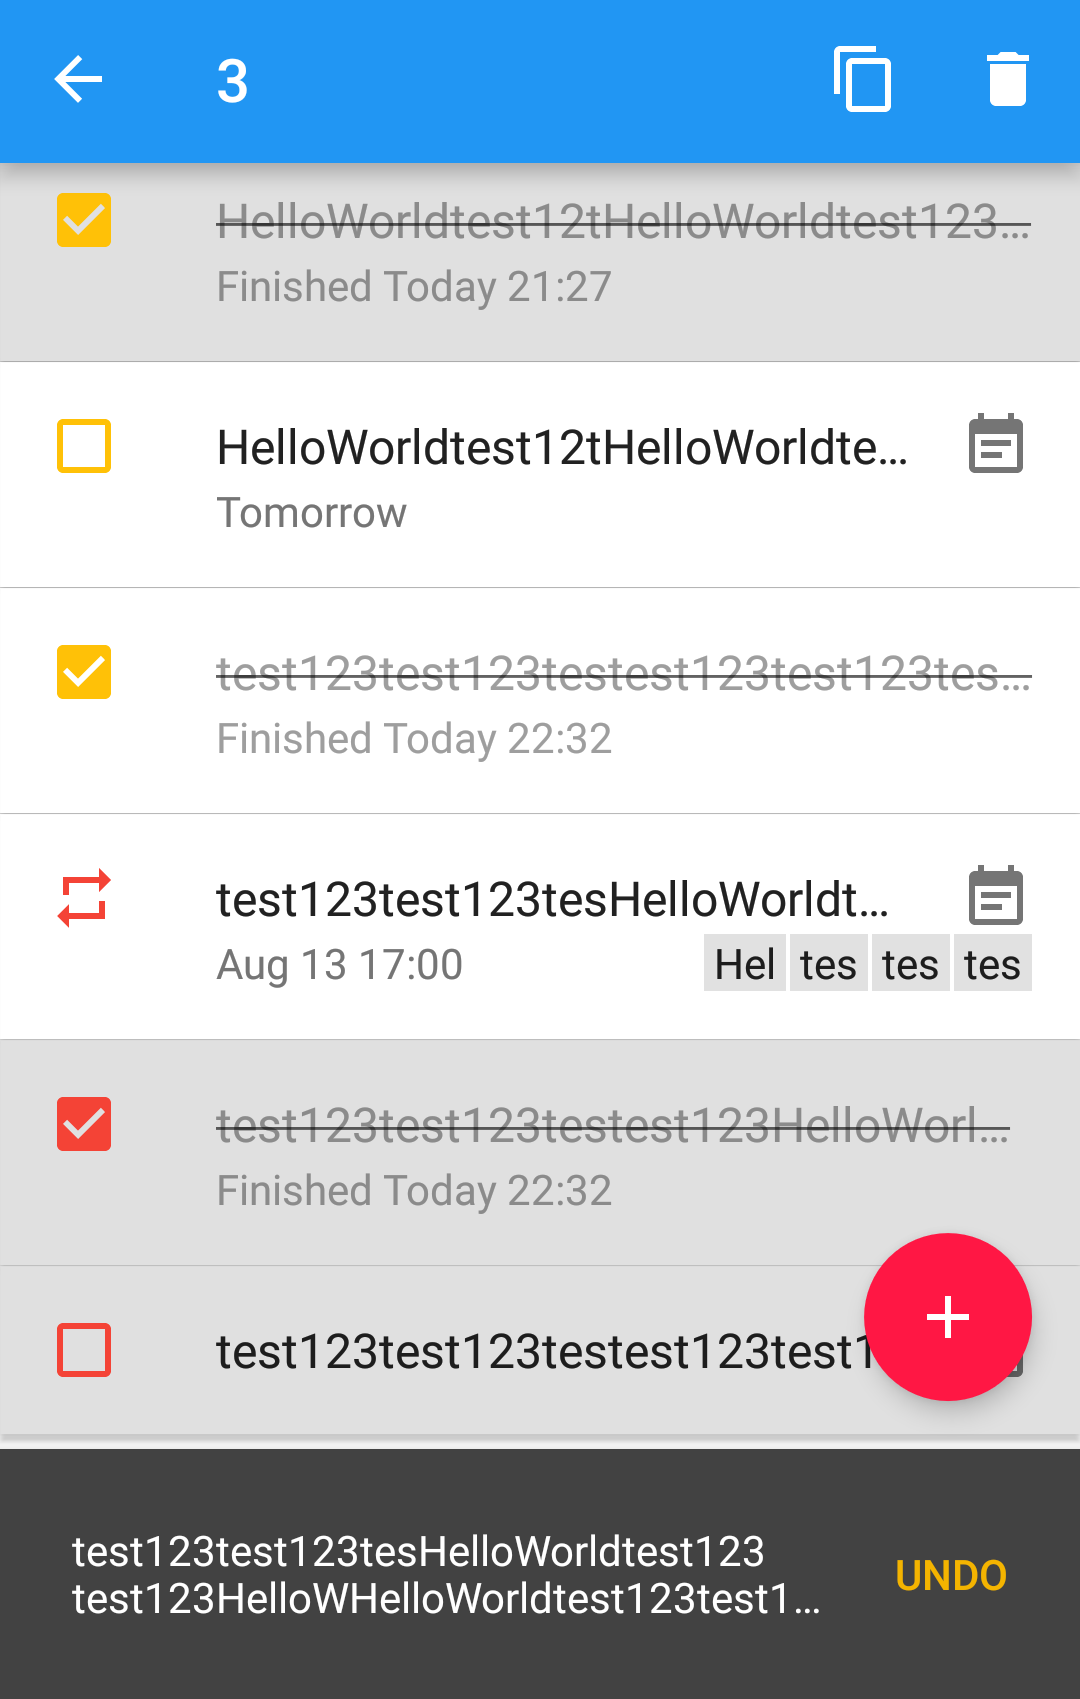 3
HelloWorldtest12tHelloWorldtest123…
Finished Today 21:27
HelloWorldtest12tHelloWorldte…
Tomorrow
test123test123testest123test123tes…
Finished Today 22:32
test123test123tesHelloWorldt…
Aug 13 17:00 Hel tes tes tes
test123test123testest123HelloWorl…
Finished Today 22:32
test123test123testest123test1
test123test123tesHelloWorldtest123
test123HelloWHelloWorldtest123test1…
UNDO